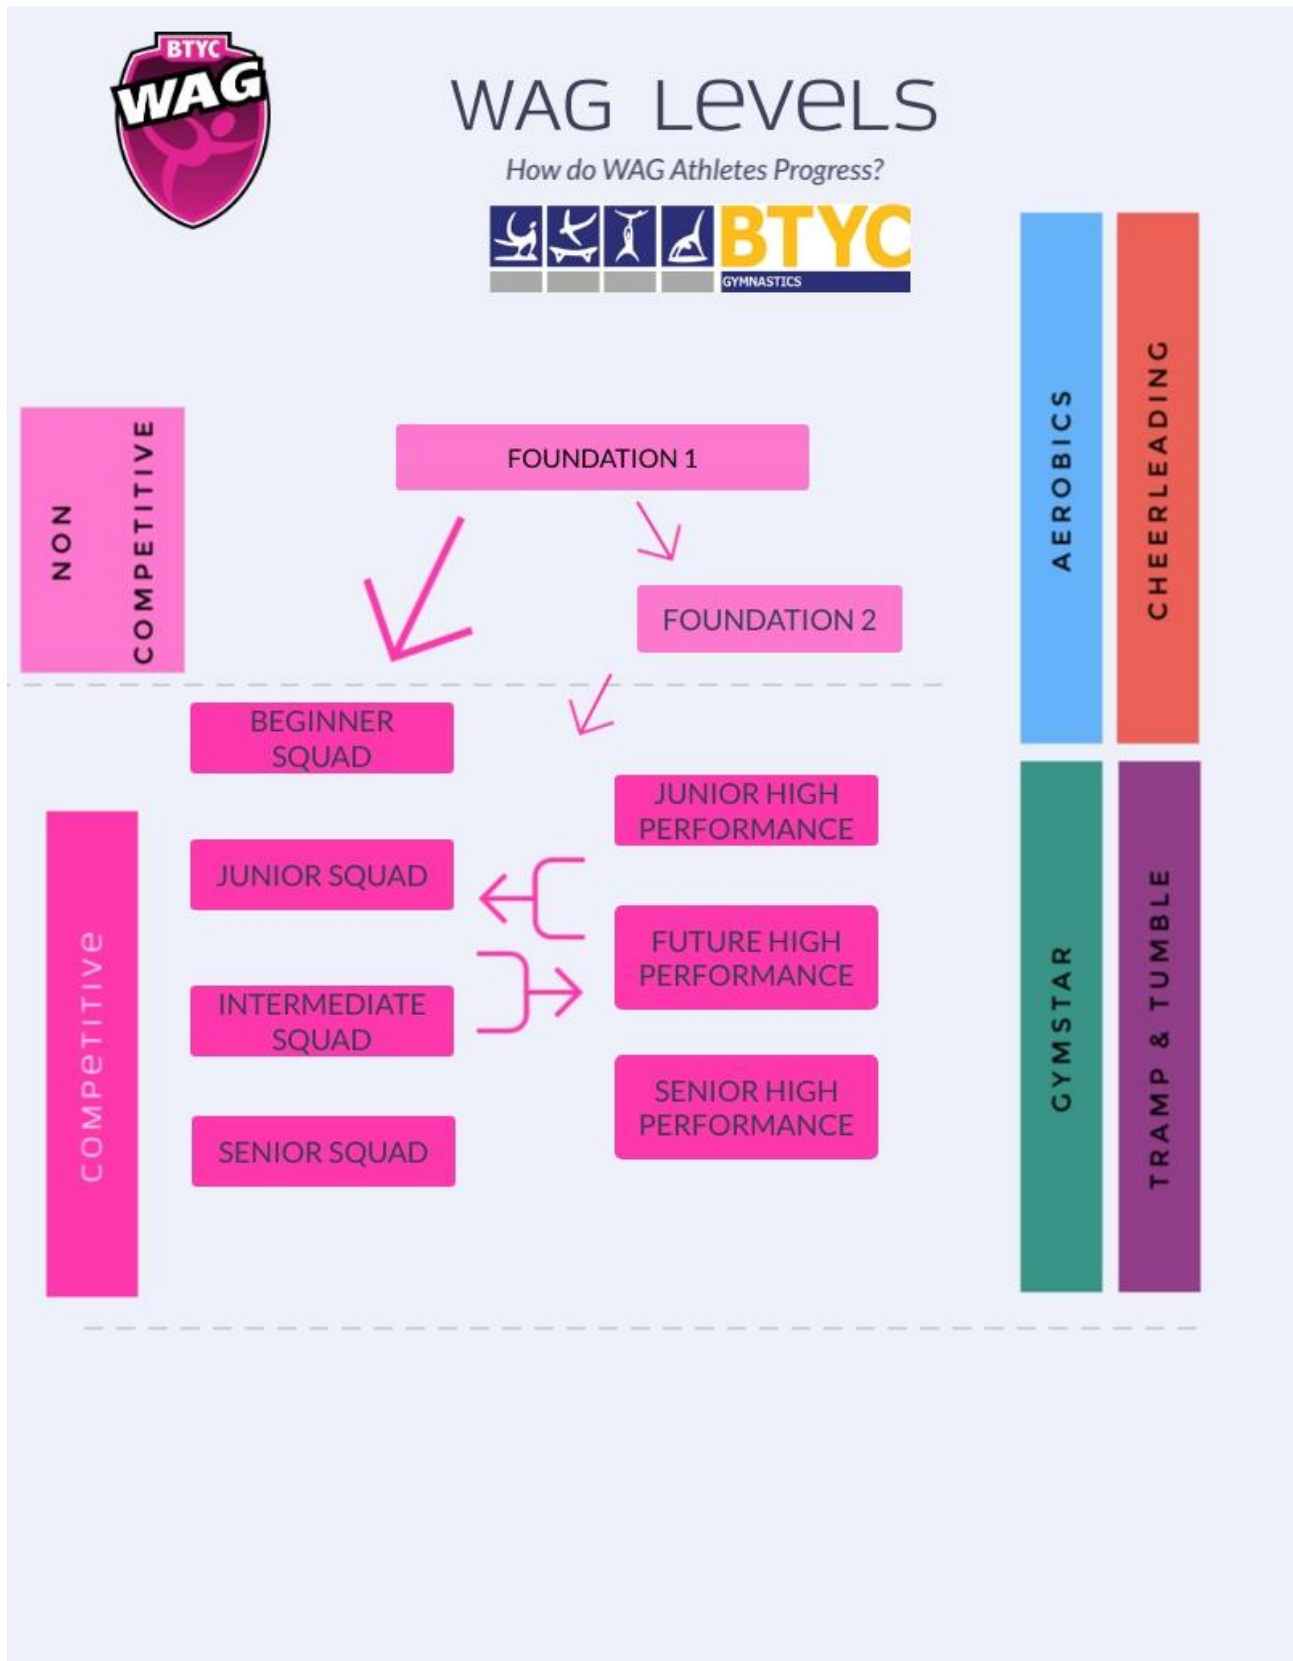 BTYC
WAG
WAG Levels
How do WAG Athletes Progress?
BTYC
GYMNASTICS
NON
COMPETITIVE
FOUNDATION 1
FOUNDATION 2
BEGINNER
SQUAD
JUNIOR HIGH
PERFORMANCE
JUNIOR SQUAD
FUTURE HIGH
PERFORMANCE
INTERMEDIATE
SQUAD
SENIOR HIGH
PERFORMANCE
SENIOR SQUAD
COMPETITIVE
AEROBICS
CHEERLEADING
GYMSTAR
TRAMP & TUMBLE